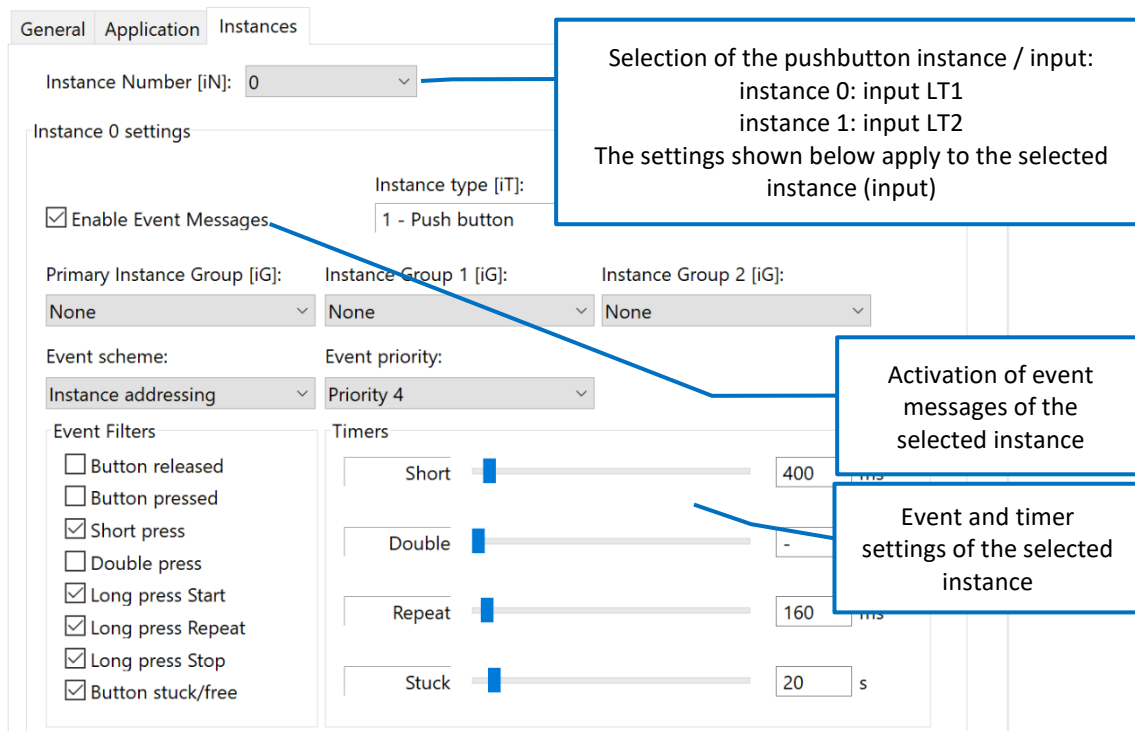 General Application Instances
Instance Number [iN]: 0
Selection of the pushbutton instance / input:
instance 0: input LT1
instance 1: input LT2
The settings shown below apply to the selected
instance (input)
Instance 0 settings
Instance type [iT]:
Enable Event Messages 1 - Push button
Primary Instance Group [iG]: Instance Group 1 [iG]: Instance Group 2 [iG]:
None None None
Event scheme: Event priority:
Instance addressing Priority 4
Activation of event
messages of the
selected instance
Event Filters Timers
Button released
Button pressed
Short press
Double press
Long press Start
Long press Repeat
Long press Stop
Button stuck/free
Short 400 ms
Double -
Repeat 160 ms
Stuck 20 s
Event and timer
settings of the selected
instance